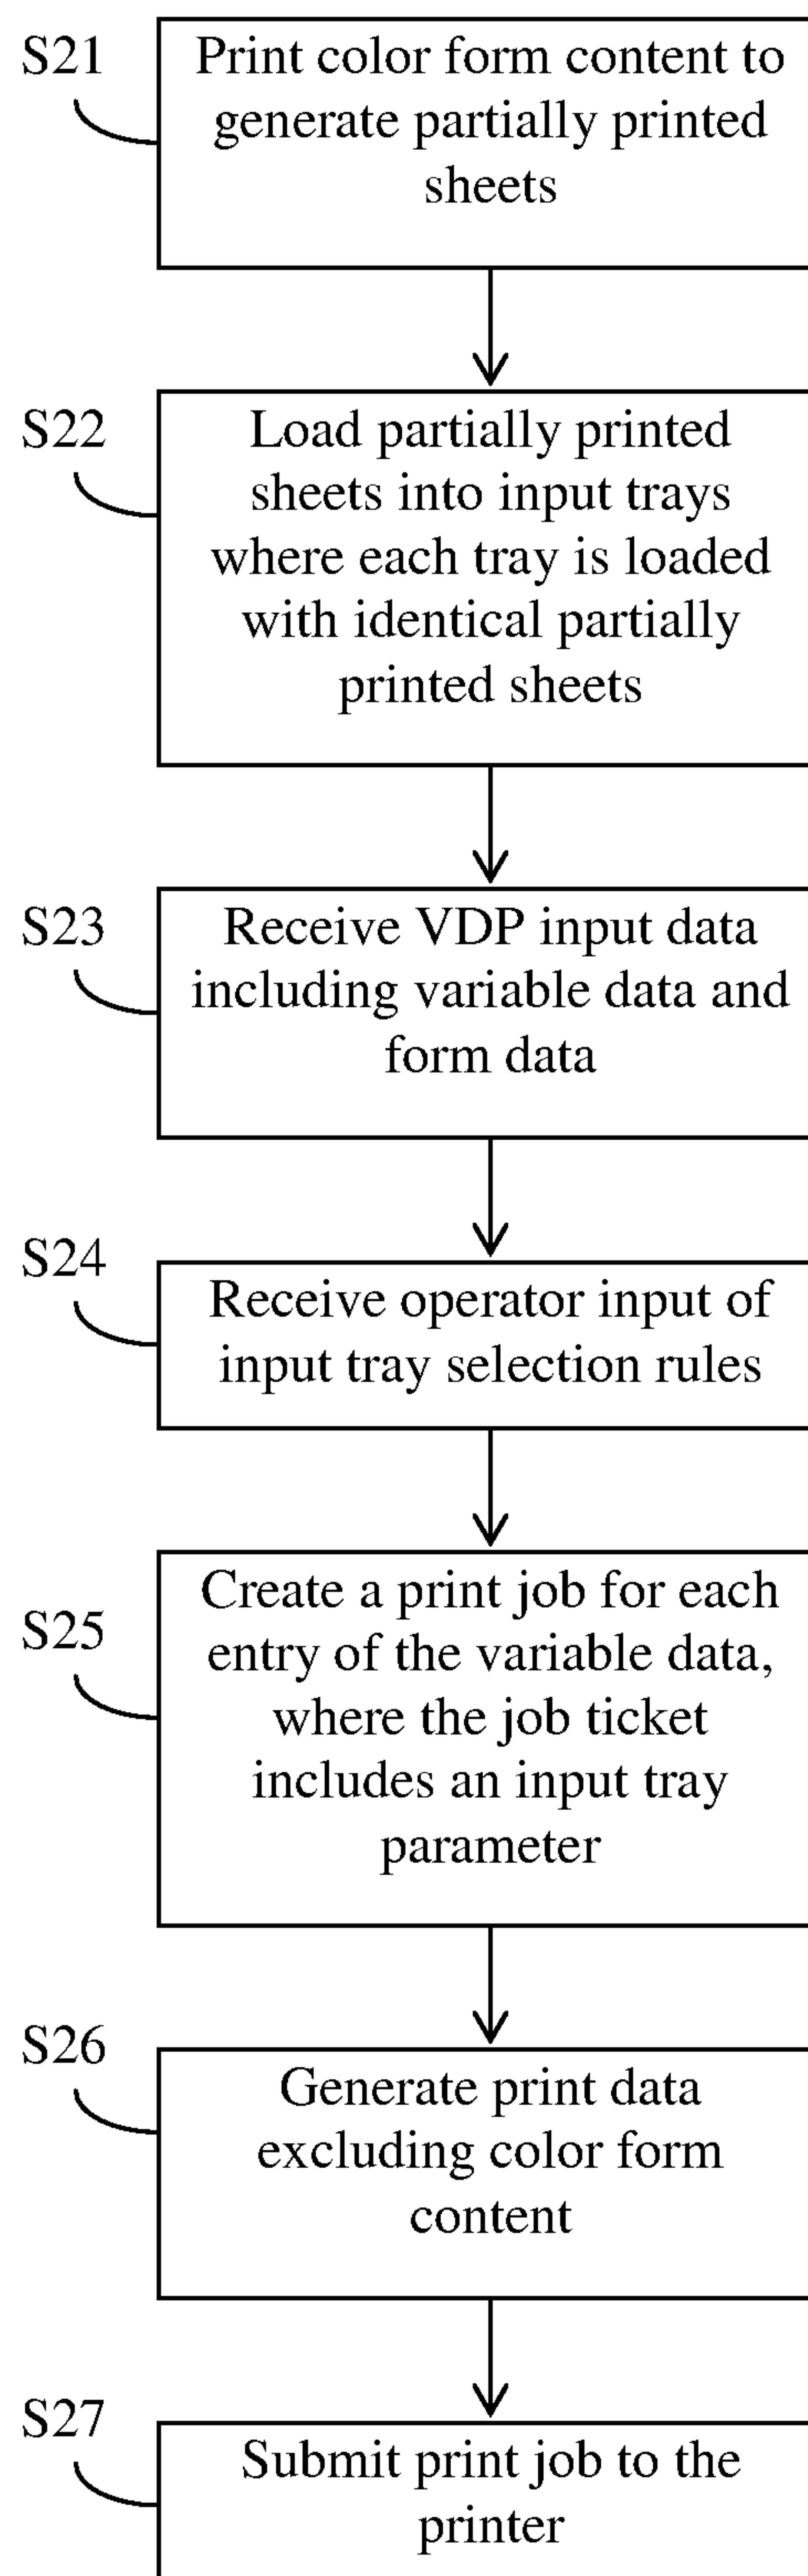 S21
Print color form content to
generate partially printed
sheets
S22
Load partially printed
sheets into input trays
where each tray is loaded
with identical partially
printed sheets
S23
Receive VDP input data
including variable data and
form data
S24
Receive operator input of
input tray selection rules
S25
Create a print job for each
entry of the variable data,
where the job ticket
includes an input tray
parameter
S26
Generate print data
excluding color form
content
S27
Submit print job to the
printer